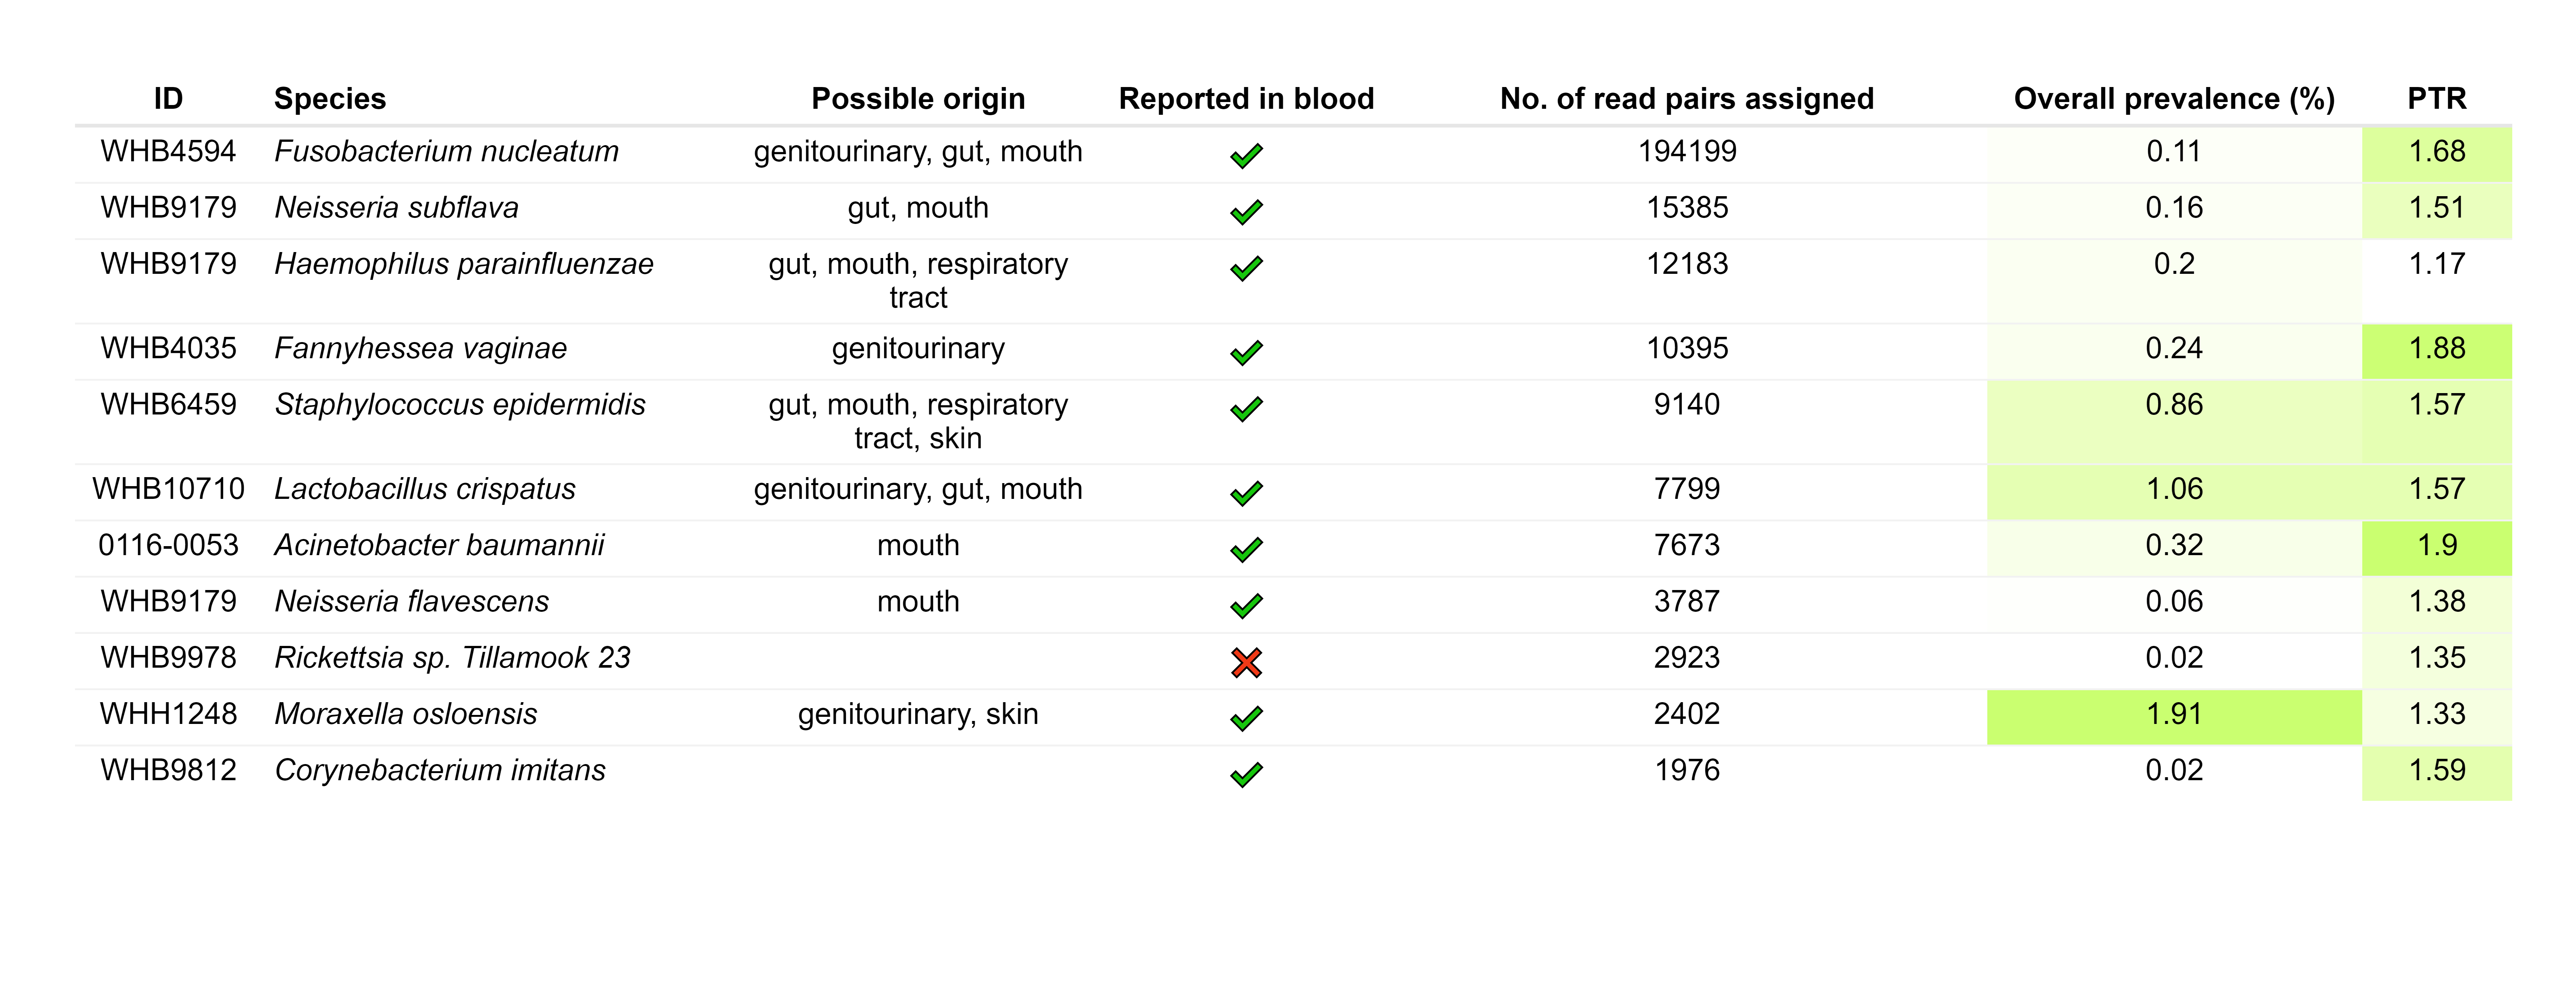 ID Species Possible origin Reported in blood No. of read pairs assigned Overall prevalence (%) PTR
WHB4594 Fusobacterium nucleatum genitourinary, gut, mouth 194199 0.11 1.68
WHB9179 Neisseria subflava gut, mouth 15385 0.16 1.51
WHB9179 Haemophilus parainfluenzae gut, mouth, respiratory 12183 0.2 1.17
tract
WHB4035 Fannyhessea vaginae genitourinary 10395 0.24 1.88
WHB6459 Staphylococcus epidermidis gut, mouth, respiratory 9140 0.86 1.57
tract, skin
WHB10710 Lactobacillus crispatus genitourinary, gut, mouth 7799 1.06 1.57
0116-0053 Acinetobacter baumannii mouth 7673 0.32 1.9
WHB9179 Neisseria flavescens mouth 3787 0.06 1.38
WHB9978 Rickettsia sp. Tillamook 23 2923 0.02 1.35
WHH1248 Moraxella osloensis genitourinary, skin 2402 1.91 1.33
WHB9812 Corynebacterium imitans 1976 0.02 1.59